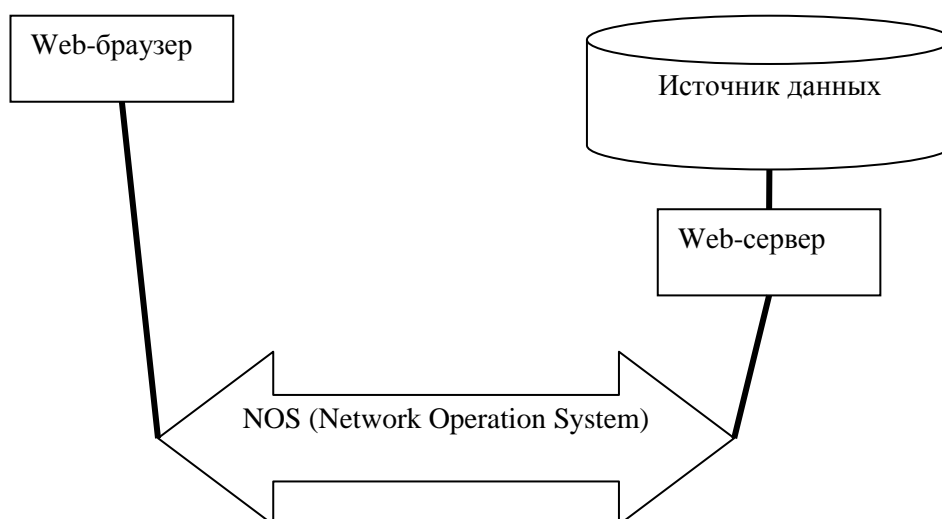 Web-браузер
Источник данных
Web-сервер
NOS (Network Operation System)